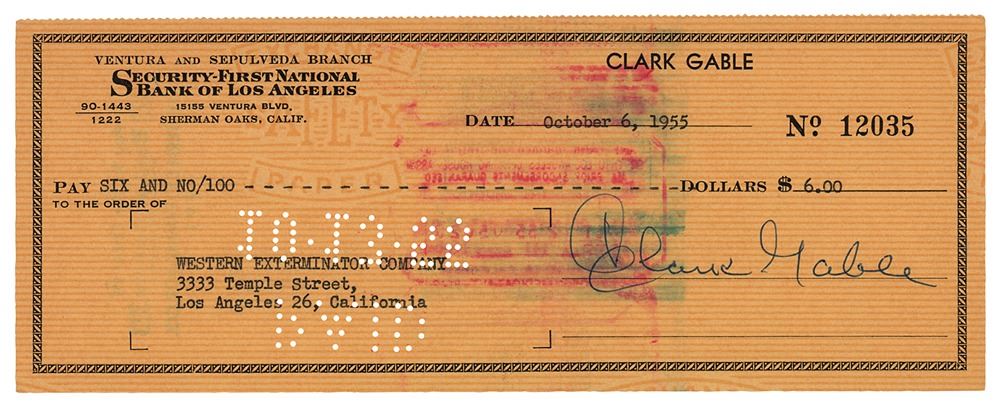 VENTURA AND SEPULVEDA BRANCH
SECURITY-FIRST NATIONAL
BANK OF LOS ANGELES
90-1443
1222
15155 VENTURA BLVD.
SHERMAN OAKS, CALIF.
CLARK GABLE
DATE October 6, 1955
Nº 12035
PAY SIX AND NO/100 - - - - - - - - - - - - - - - - - - - - - - - - - - - - - - - - - - - DOLLARS $ 6.00
TO THE ORDER OF
WESTERN EXTERMINATOR COMPANY
3333 Temple Street,
Los Angeles 26, California
Clark Gable